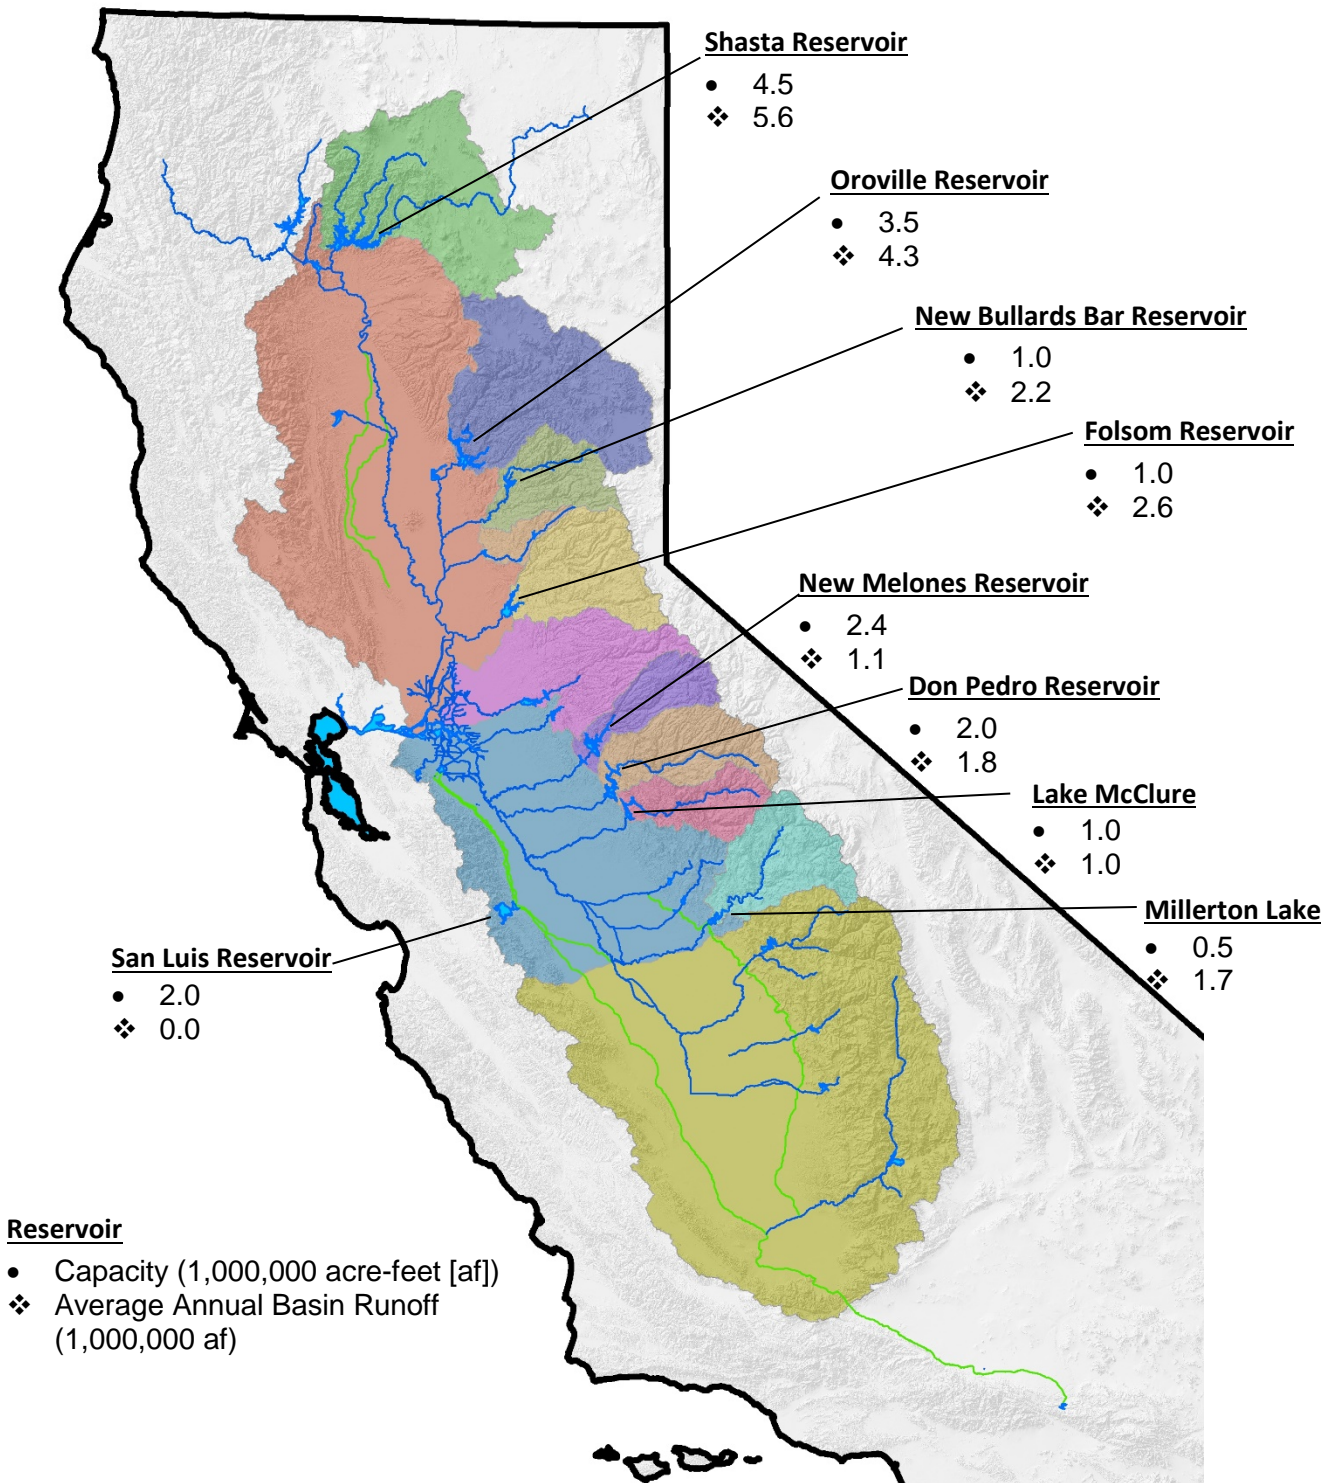 Shasta Reservoir
● 4.5
❖ 5.6
Oroville Reservoir
● 3.5
❖ 4.3
New Bullards Bar Reservoir
● 1.0
❖ 2.2
Folsom Reservoir
● 1.0
❖ 2.6
New Melones Reservoir
● 2.4
❖ 1.1
Don Pedro Reservoir
● 2.0
❖ 1.8
Lake McClure
● 1.0
❖ 1.0
Millerton Lake
● 0.5
❖ 1.7
San Luis Reservoir
● 2.0
❖ 0.0
Reservoir
● Capacity (1,000,000 acre-feet [af])
❖ Average Annual Basin Runoff
(1,000,000 af)